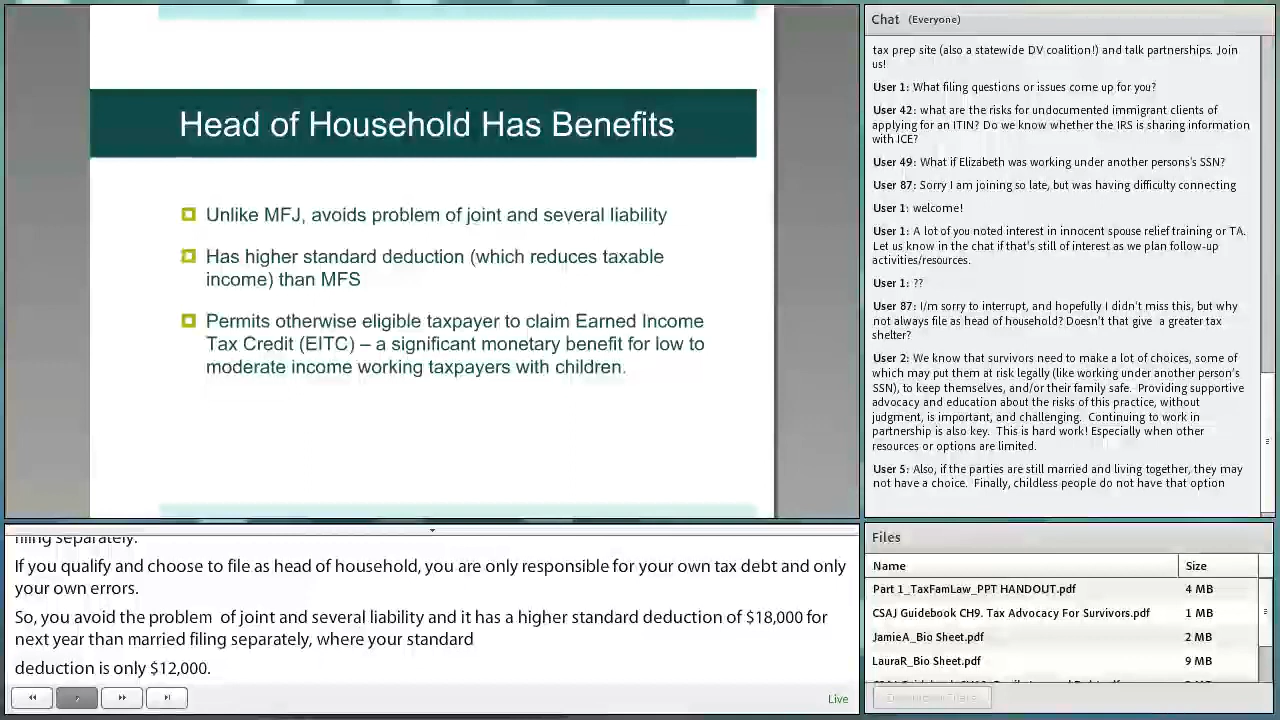 Head of Household Has Benefits
Unlike MFJ, avoids problem of joint and several liability
Has higher standard deduction (which reduces taxable
income) than MFS
Permits otherwise eligible taxpayer to claim Earned Income
Tax Credit (EITC) – a significant monetary benefit for low to
moderate income working taxpayers with children.
filing separately.
If you qualify and choose to file as head of household, you are only responsible for your own tax debt and only
your own errors.
So, you avoid the problem  of joint and several liability and it has a higher standard deduction of $18,000 for
next year than married filing separately, where your standard
deduction is only $12,000.
Live
Chat (Everyone)
tax prep site (also a statewide DV coalition!) and talk partnerships. Join
us!
User 1: What filing questions or issues come up for you?
User 42: what are the risks for undocumented immigrant clients of
applying for an ITIN? Do we know whether the IRS is sharing information
with ICE?
User 49: What if Elizabeth was working under another persons's SSN?
User 87: Sorry I am joining so late, but was having difficulty connecting
User 1: welcome!
User 1: A lot of you noted interest in innocent spouse relief training or TA.
Let us know in the chat if that's still of interest as we plan follow-up
activities/resources.
User 1: ??
User 87: I/m sorry to interrupt, and hopefully I didn't miss this, but why
not always file as head of household? Doesn't that give  a greater tax
shelter?
User 2: We know that survivors need to make a lot of choices, some of
which may put them at risk legally (like working under another person's
SSN), to keep themselves, and/or their family safe.  Providing supportive
advocacy and education about the risks of this practice, without
judgment, is important, and challenging.  Continuing to work in
partnership is also key.  This is hard work! Especially when other
resources or options are limited.
User 5: Also, if the parties are still married and living together, they may
not have a choice.  Finally, childless people do not have that option
Files
Name Size
Part 1_TaxFamLaw_PPT HANDOUT.pdf 4 MB
CSAJ Guidebook CH9. Tax Advocacy For Survivors.pdf 1 MB
JamieA_Bio Sheet.pdf 2 MB
LauraR_Bio Sheet.pdf 9 MB